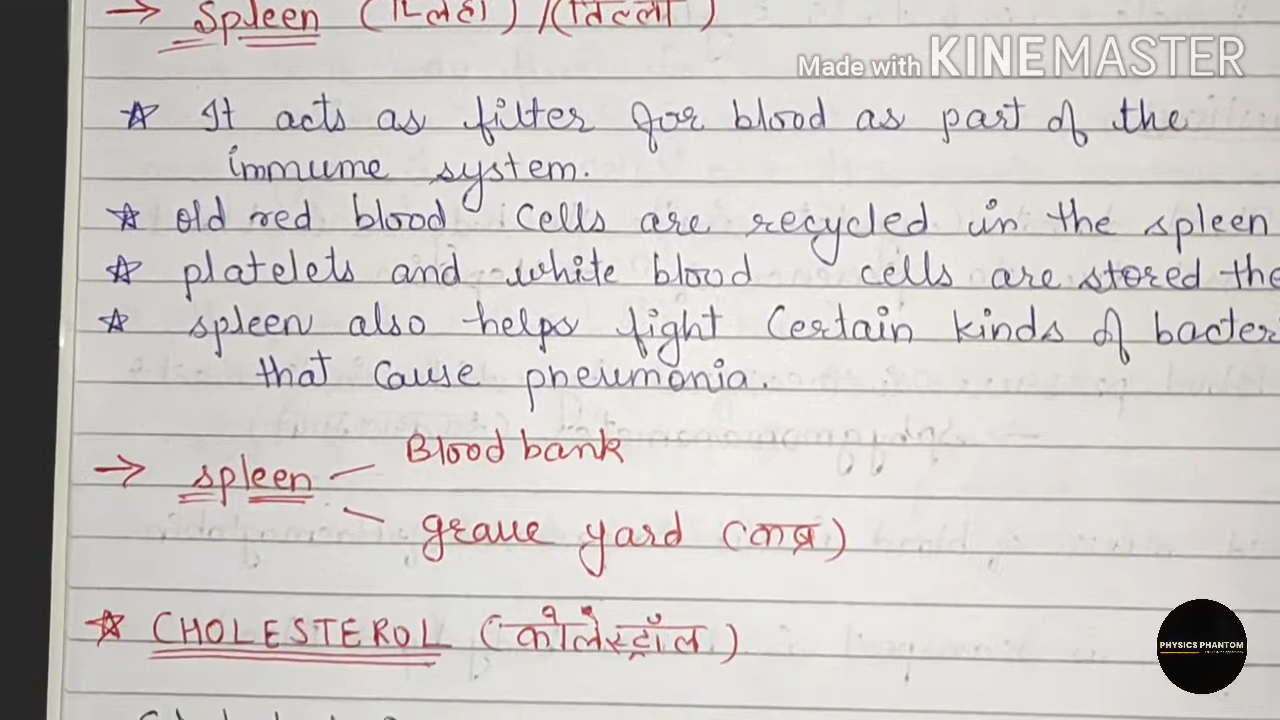 → Spleen (प्लिहा) / (तिल्ली)
Made with KINEMASTER
☆ It acts as filter for blood as part of the
immume system.
☆ old red blood cells are recycled in the spleen
☆ platelets and white blood cells are stored the
☆ spleen also helps fight certain kinds of bacter
that cause pneumonia.
Blood bank
→ spleen
grave yard (कब्र)
☆ CHOLESTEROL (कोलेस्ट्रॉल)
PHYSICS PHANTOM